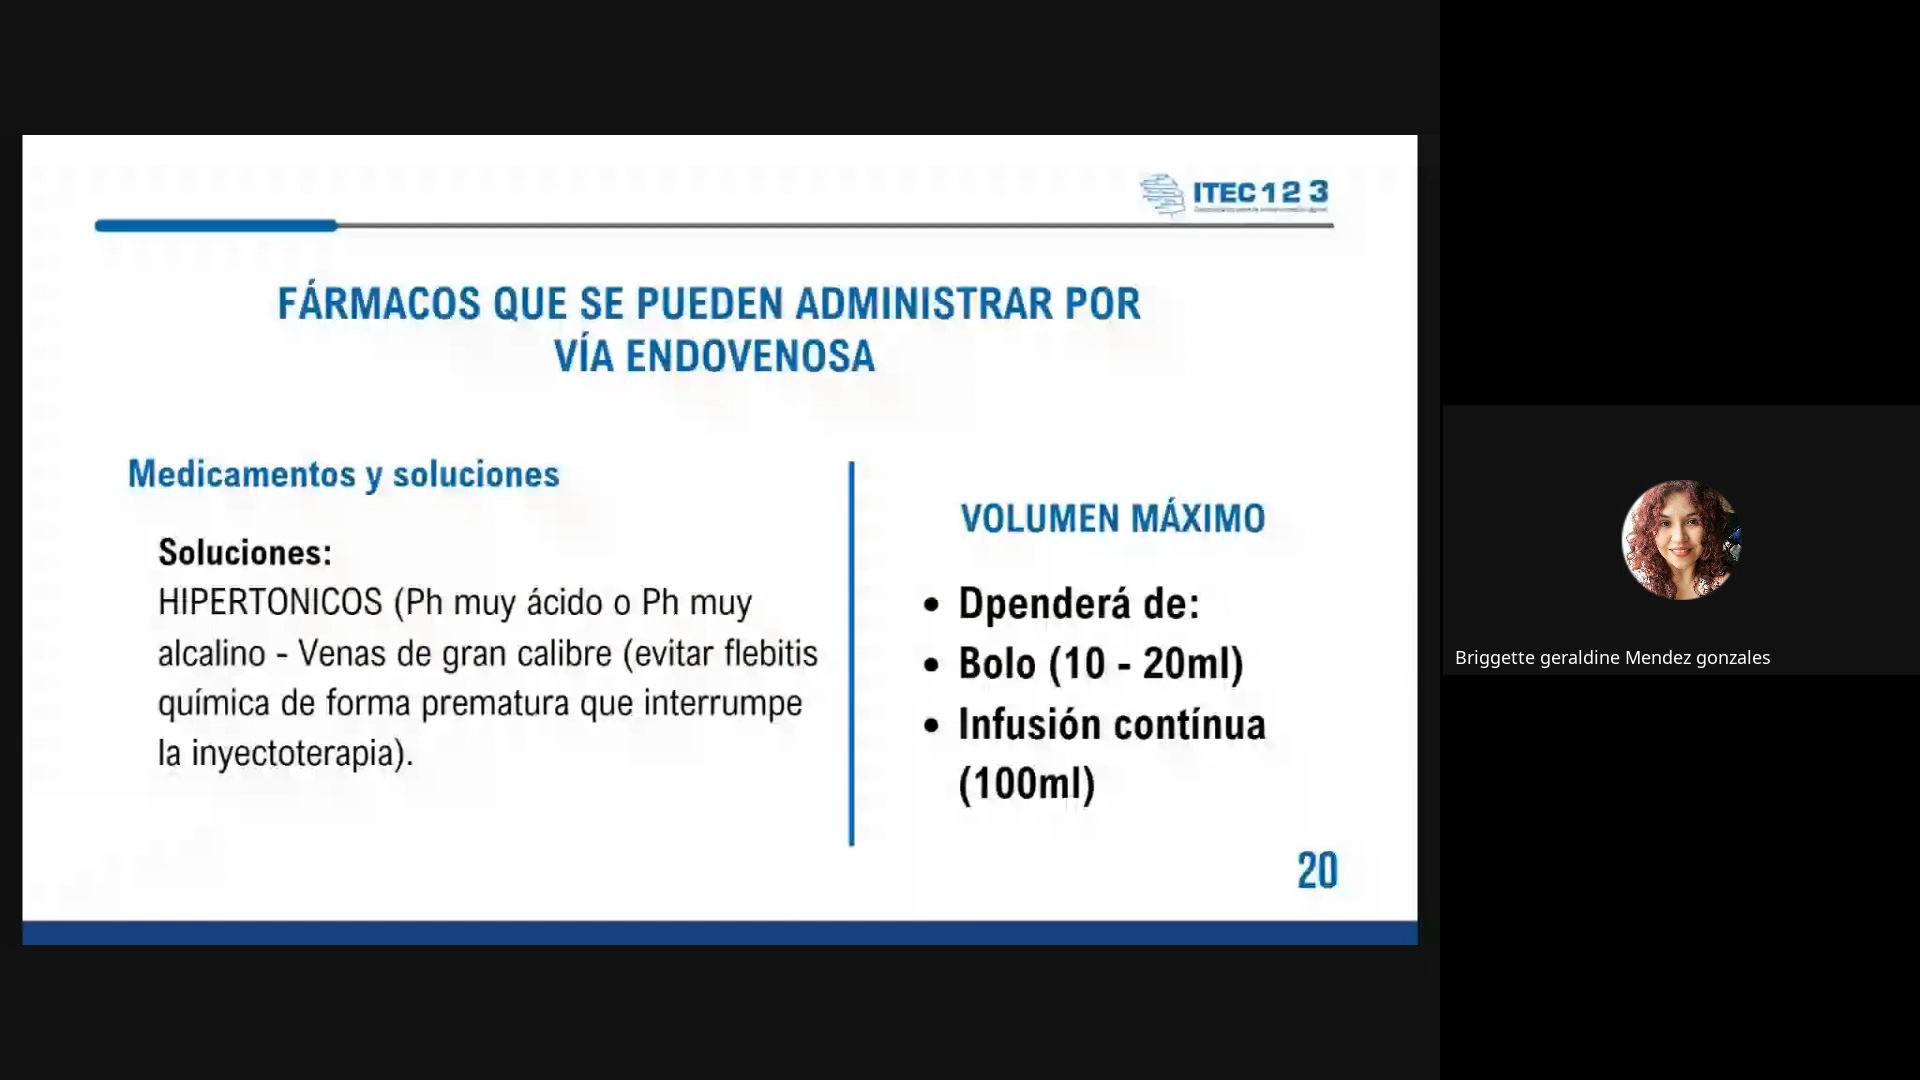 ITEC 1 2 3
FÁRMACOS QUE SE PUEDEN ADMINISTRAR POR
VÍA ENDOVENOSA
Medicamentos y soluciones
Soluciones:
HIPERTONICOS (Ph muy ácido o Ph muy
alcalino - Venas de gran calibre (evitar flebitis
química de forma prematura que interrumpe
la inyectoterapia).
VOLUMEN MÁXIMO
• Dpenderá de:
• Bolo (10 - 20ml)
• Infusión contínua
(100ml)
20
Briggette geraldine Mendez gonzales